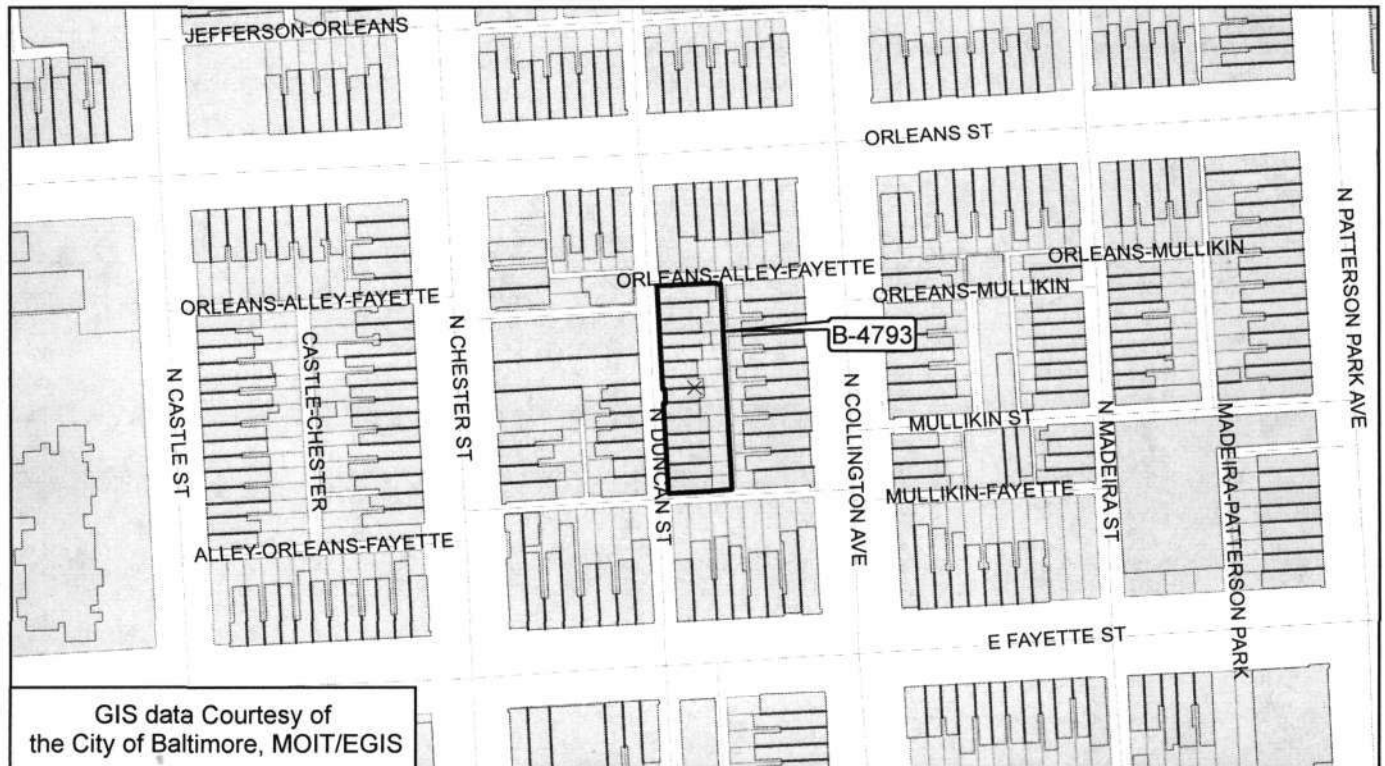 JEFFERSON-ORLEANS
ORLEANS ST
N PATTERSON PARK AVE
ORLEANS-MULLIKIN
ORLEANS-ALLEY-FAYETTE
ORLEANS-MULLIKIN
ORLEANS-ALLEY-FAYETTE
B-4793
N CASTLE ST
CASTLE-CHESTER
N CHESTER ST
N DUNCAN ST
N COLLINGTON AVE
MULLIKIN ST
N MADEIRA ST
MADEIRA-PATTERSON PARK
MULLIKIN-FAYETTE
ALLEY-ORLEANS-FAYETTE
E FAYETTE ST
GIS data Courtesy of
the City of Baltimore, MOIT/EGIS